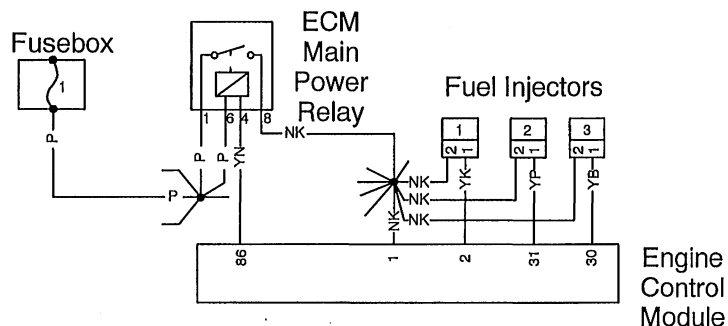 Fusebox
1
P
P
ECM
Main
Power
Relay
1 6 4 8
P P YN
NK
Fuel Injectors
1 2 3
2 1 2 1 2 1
NK YK YP YB
NK
NK
NK
86 1 2 31 30
Engine
Control
Module